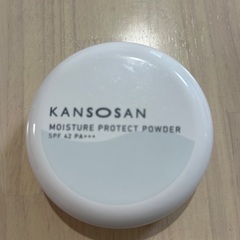 KANSOSAN
MOISTURE PROTECT POWDER
SPF 42 PA+++